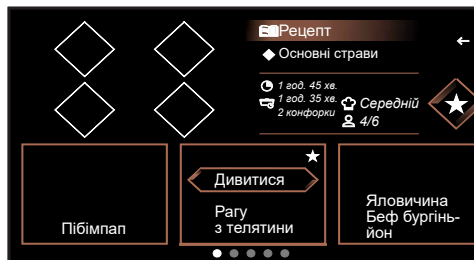 Рецепт
Основні страви
1 год. 45 хв.
1 год. 35 хв.
2 конфорки
Середній
4/6
Пібімпап
Дивитися
Рагу
з телятини
Яловичина
Беф бургінь-
йон